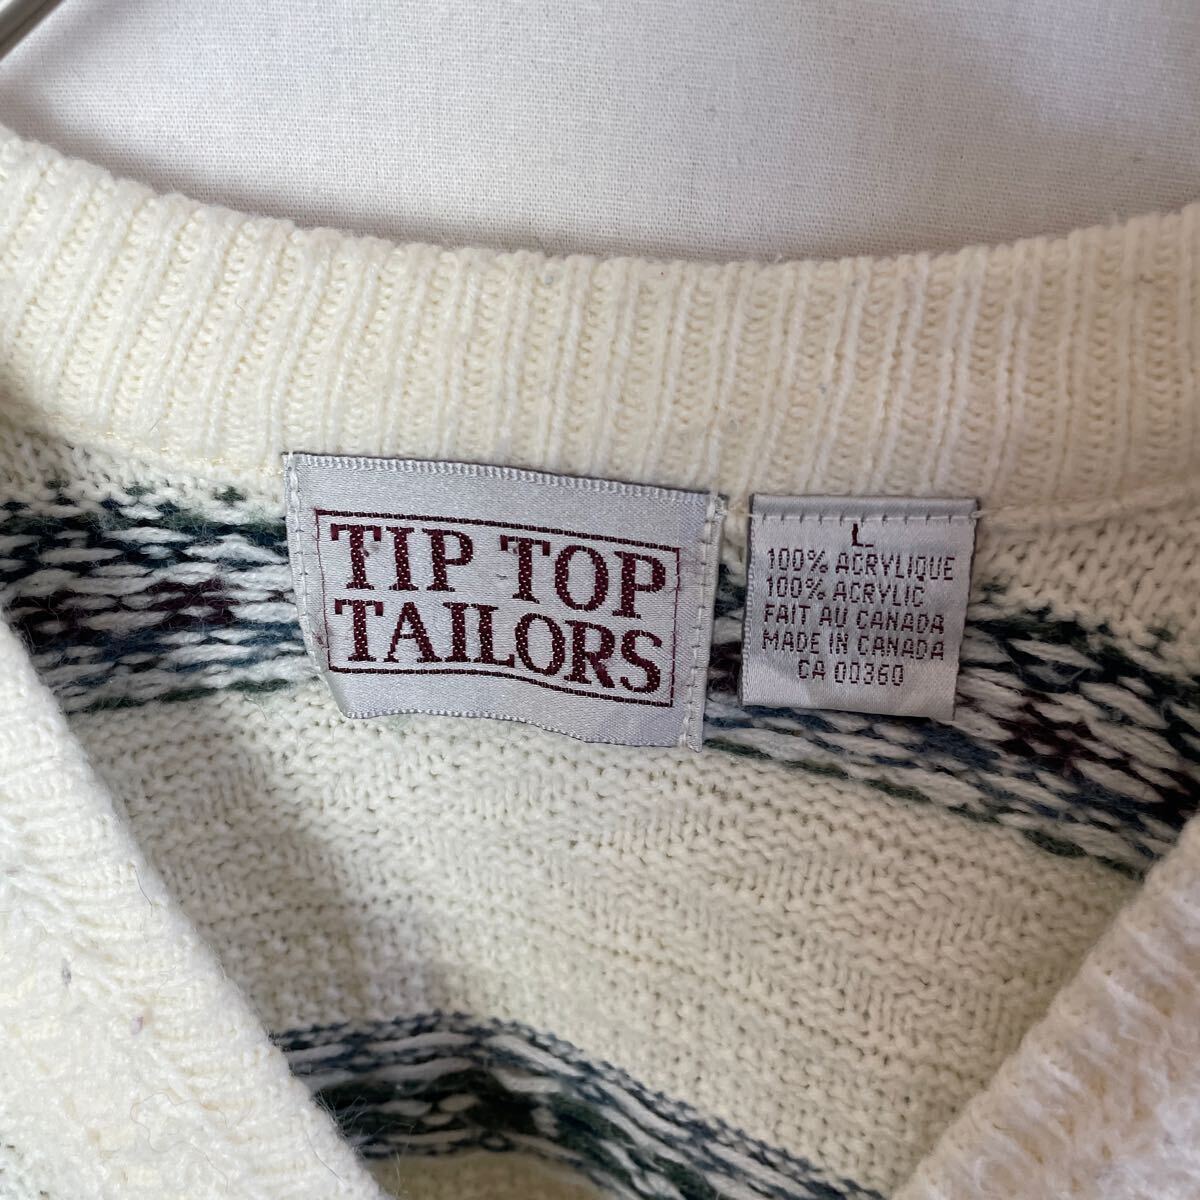 TIP TOP
TAILORS
L
100% ACRYLIQUE
100% ACRYLIC
FAIT AU CANADA
MADE IN CANADA
CA 00360